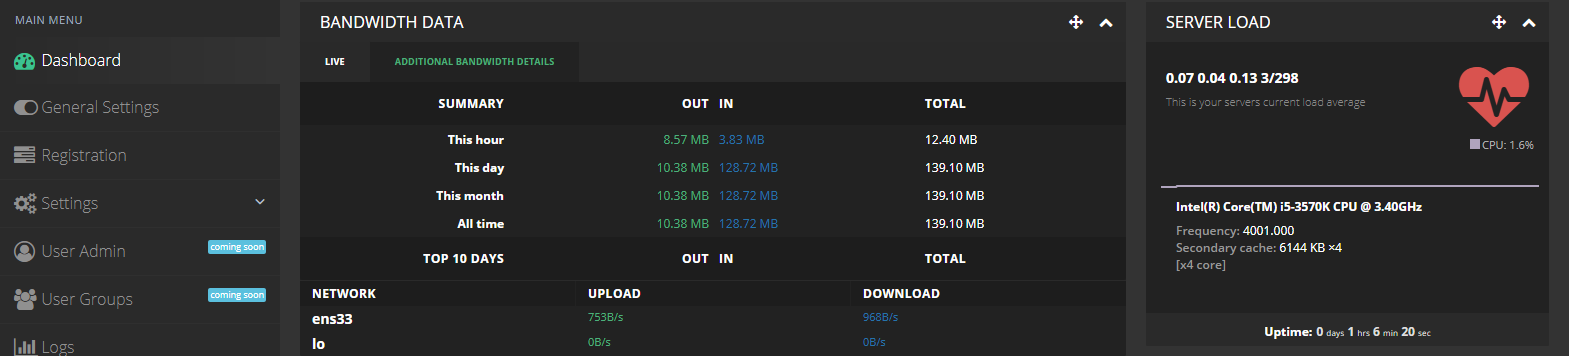 MAIN MENU
Dashboard
General Settings
Registration
Settings
User Admin coming soon
User Groups coming soon
Logs
BANDWIDTH DATA
LIVE ADDITIONAL BANDWIDTH DETAILS
SUMMARY OUT IN TOTAL
This hour 8.57 MB 3.83 MB 12.40 MB
This day 10.38 MB 128.72 MB 139.10 MB
This month 10.38 MB 128.72 MB 139.10 MB
All time 10.38 MB 128.72 MB 139.10 MB
TOP 10 DAYS OUT IN TOTAL
NETWORK UPLOAD DOWNLOAD
ens33 753B/s 968B/s
lo 0B/s 0B/s
SERVER LOAD
0.07 0.04 0.13 3/298
This is your servers current load average
CPU: 1.6%
Intel(R) Core(TM) i5-3570K CPU @ 3.40GHz
Frequency: 4001.000
Secondary cache: 6144 KB ×4
[x4 core]
Uptime: 0 days 1 hrs 6 min 20 sec